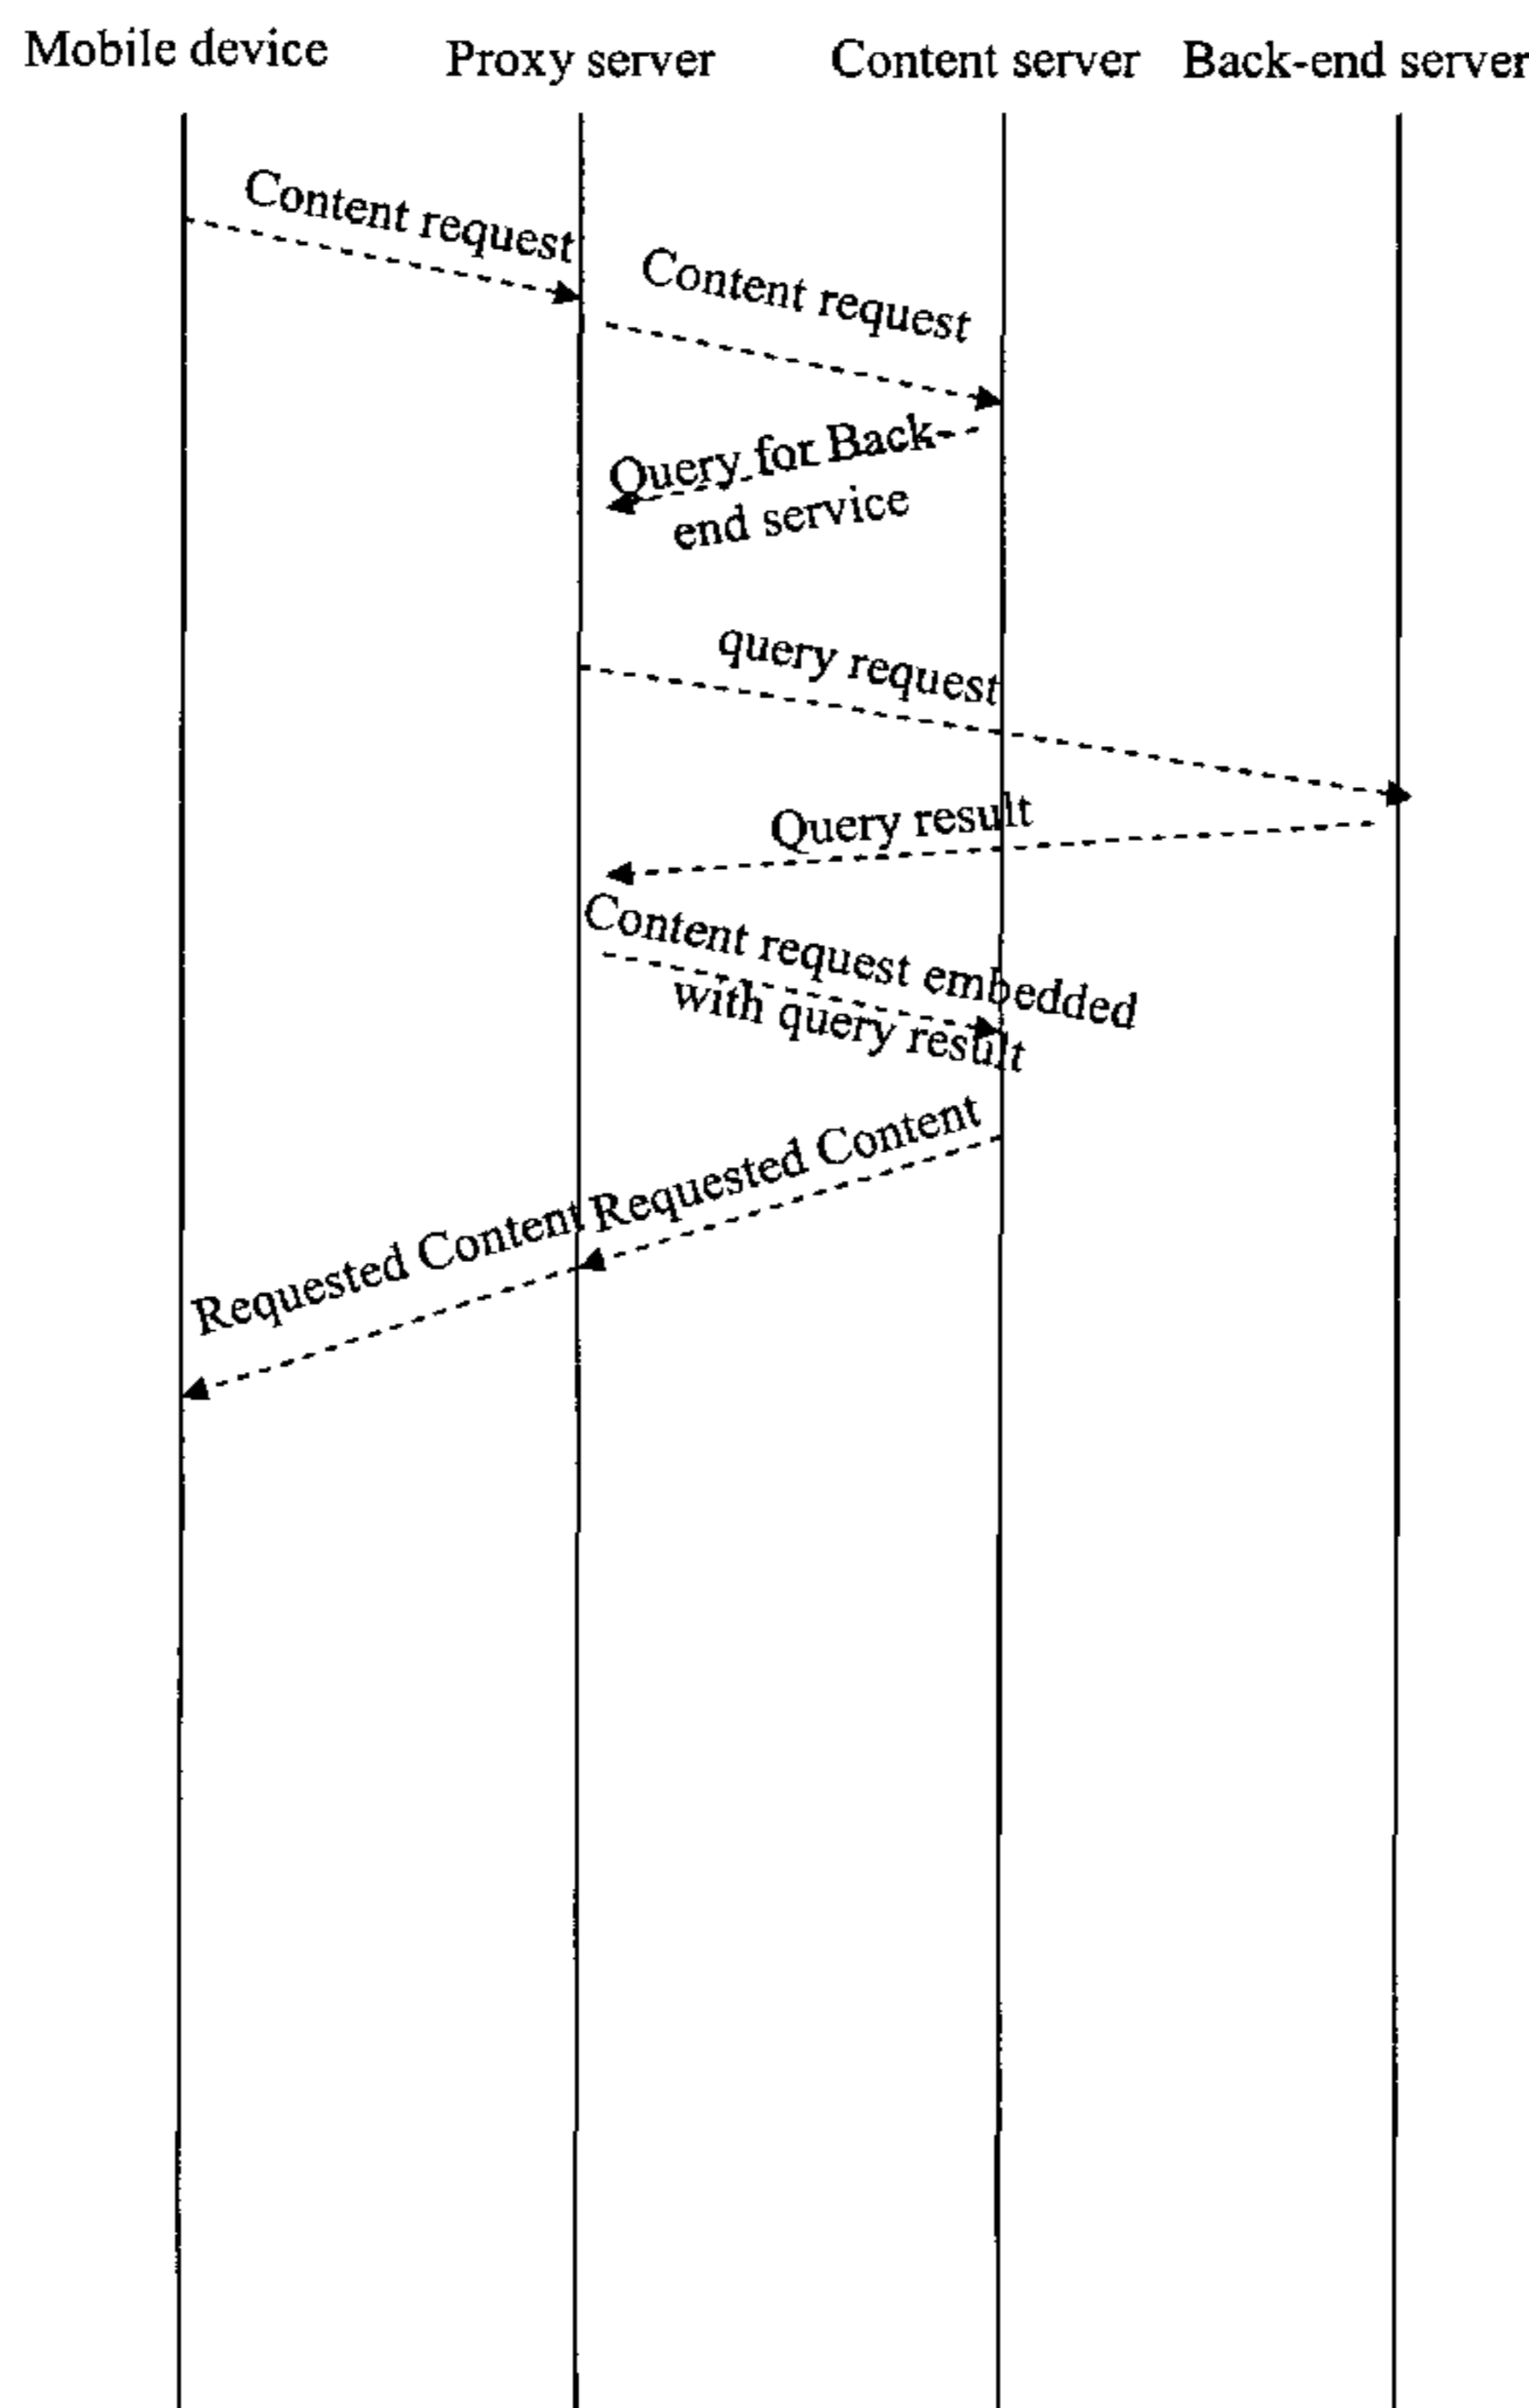 Mobile device
Proxy server
Content server
Back-end server
Content request
Content request
Query for Back-
end service
query request
Query result
Content request embedded
with query result
Requested Content
Requested Content